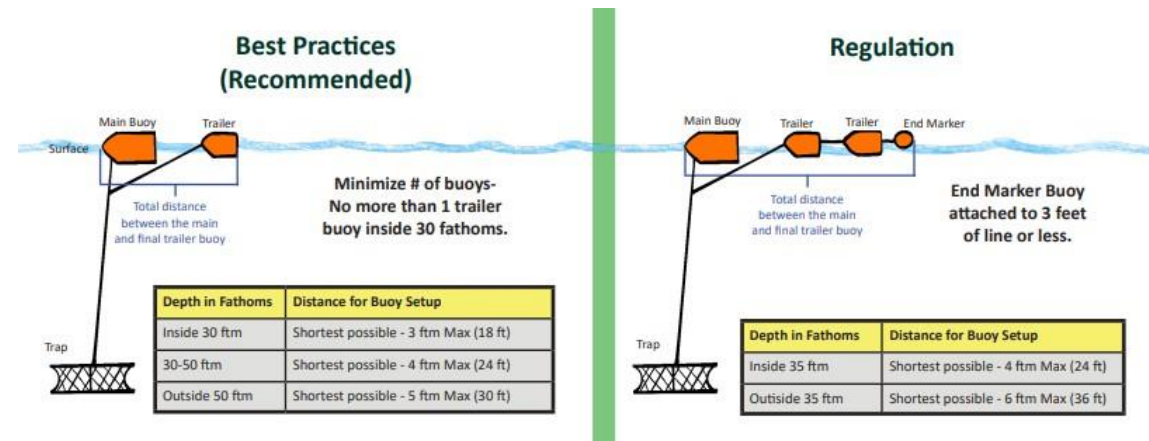 Best Practices
(Recommended)
Main Buoy
Trailer
Surface
Total distance
between the main
and final trailer buoy
Minimize # of buoys-
No more than 1 trailer
buoy inside 30 fathoms.
Trap
Depth in Fathoms Distance for Buoy Setup
Inside 30 ftm Shortest possible - 3 ftm Max (18 ft)
30-50 ftm Shortest possible - 4 ftm Max (24 ft)
Outside 50 ftm Shortest possible - 5 ftm Max (30 ft)
Regulation
Main Buoy
Trailer
Trailer
End Marker
Total distance
between the main
and final trailer buoy
End Marker Buoy
attached to 3 feet
of line or less.
Trap
Depth in Fathoms Distance for Buoy Setup
Inside 35 ftm Shortest possible - 4 ftm Max (24 ft)
Outiside 35 ftm Shortest possible - 6 ftm Max (36 ft)